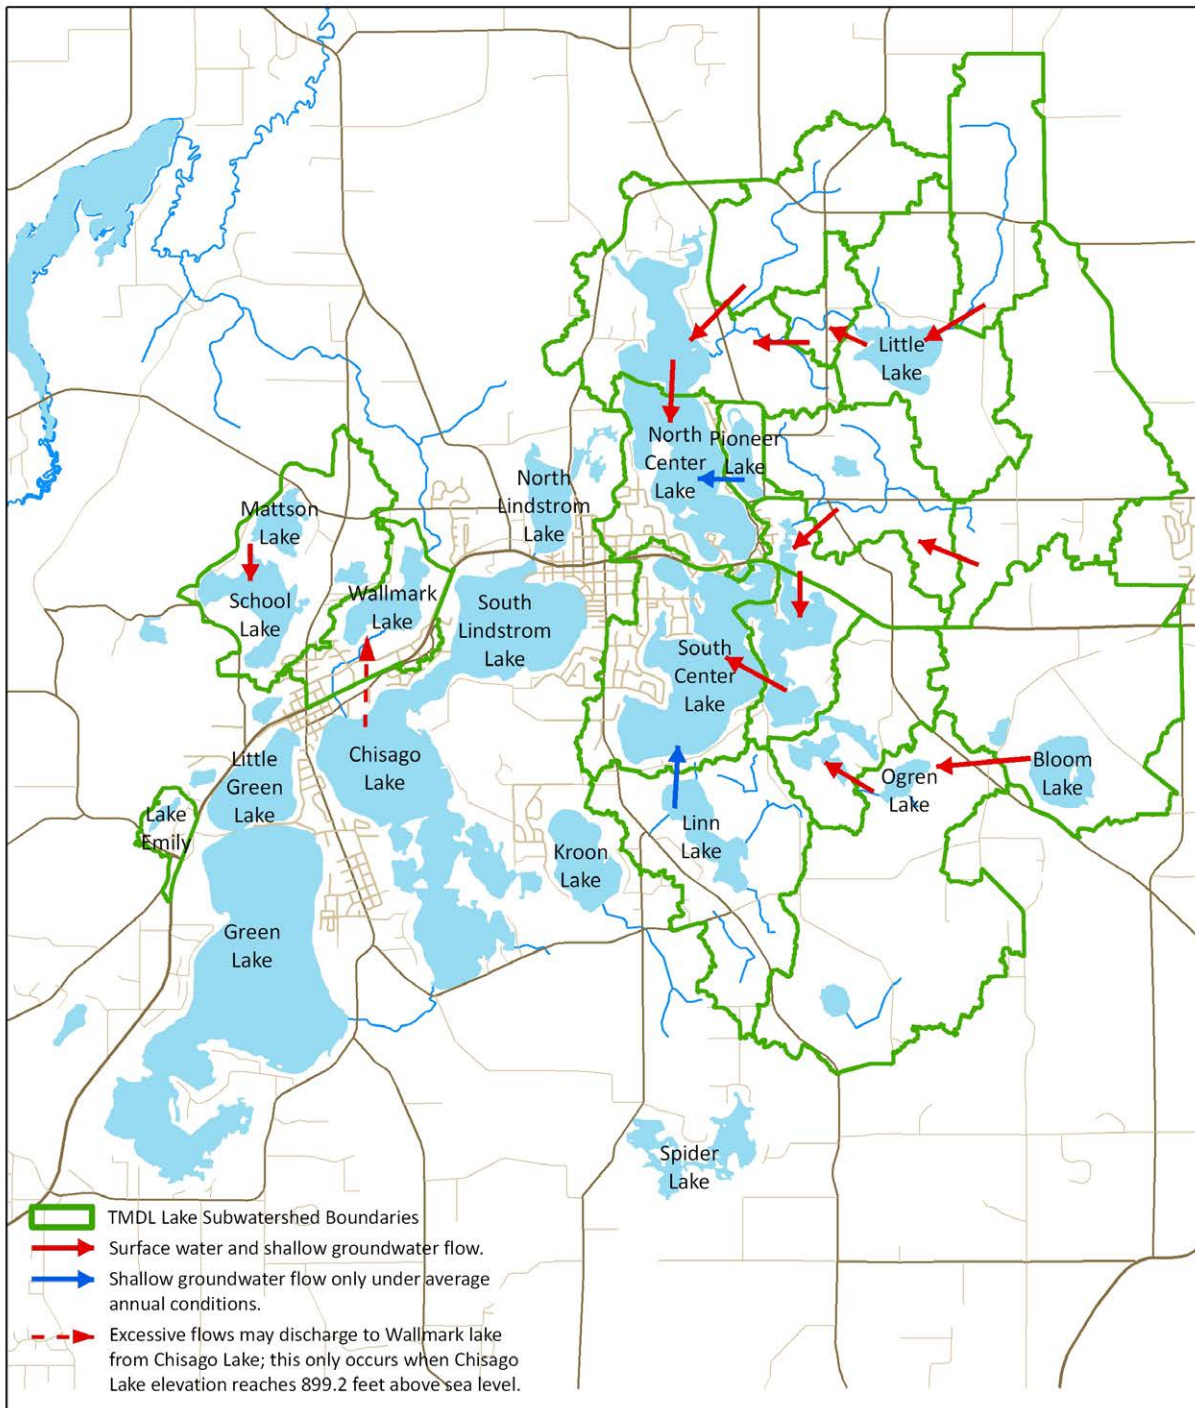 Little
Lake
North
Center
Lake
Pioneer
Lake
North
Lindstrom
Lake
Mattson
Lake
School
Lake
Wallmark
Lake
South
Lindstrom
Lake
South
Center
Lake
Little
Green
Lake
Chisago
Lake
Ogren
Lake
Bloom
Lake
Lake
Emily
Linn
Lake
Kroon
Lake
Green
Lake
Spider
Lake
TMDL Lake Subwatershed Boundaries
Surface water and shallow groundwater flow.
Shallow groundwater flow only under average
annual conditions.
Excessive flows may discharge to Wallmark lake
from Chisago Lake; this only occurs when Chisago
Lake elevation reaches 899.2 feet above sea level.